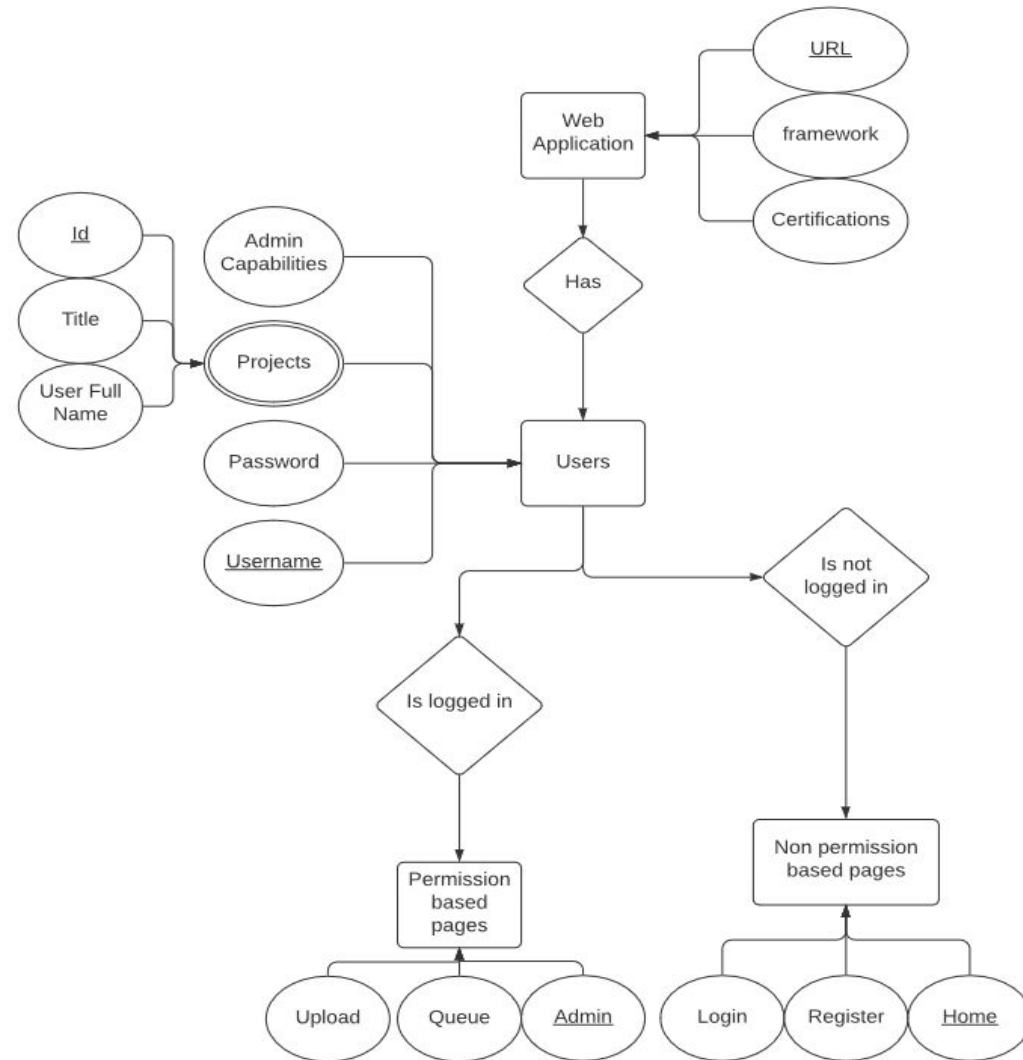 URL
Web
Application
framework
Certifications
Id
Admin
Capabilities
Has
Title
Projects
User Full
Name
Password
Users
Username
Is not
logged in
Is logged in
Non permission
based pages
Permission
based
pages
Upload
Queue
Admin
Login
Register
Home